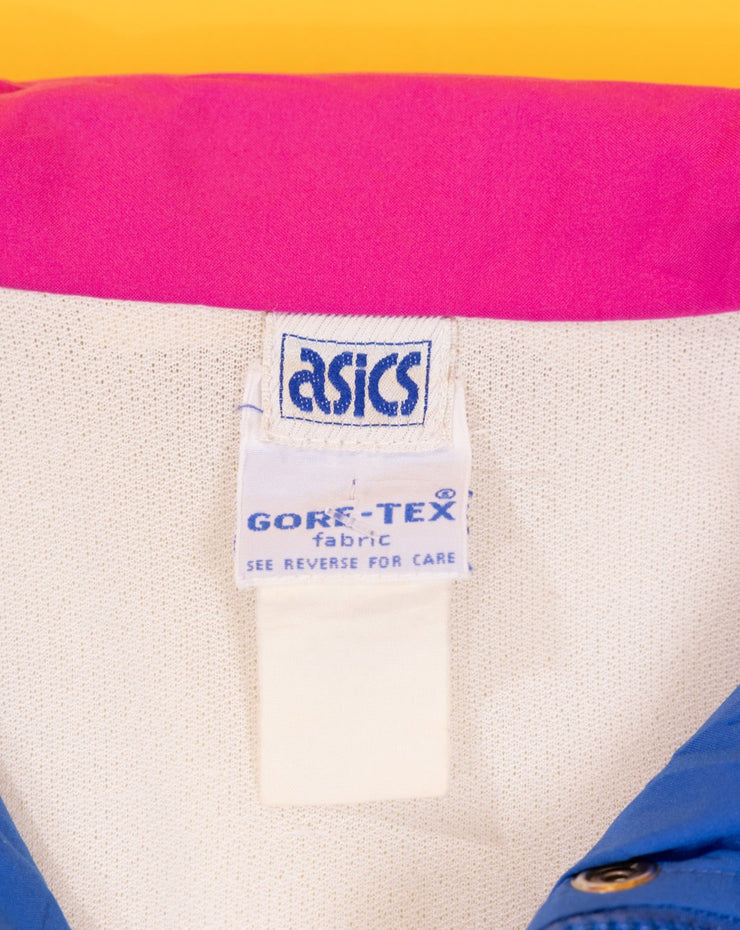 asics
GORE-TEX®
fabric
SEE REVERSE FOR CARE